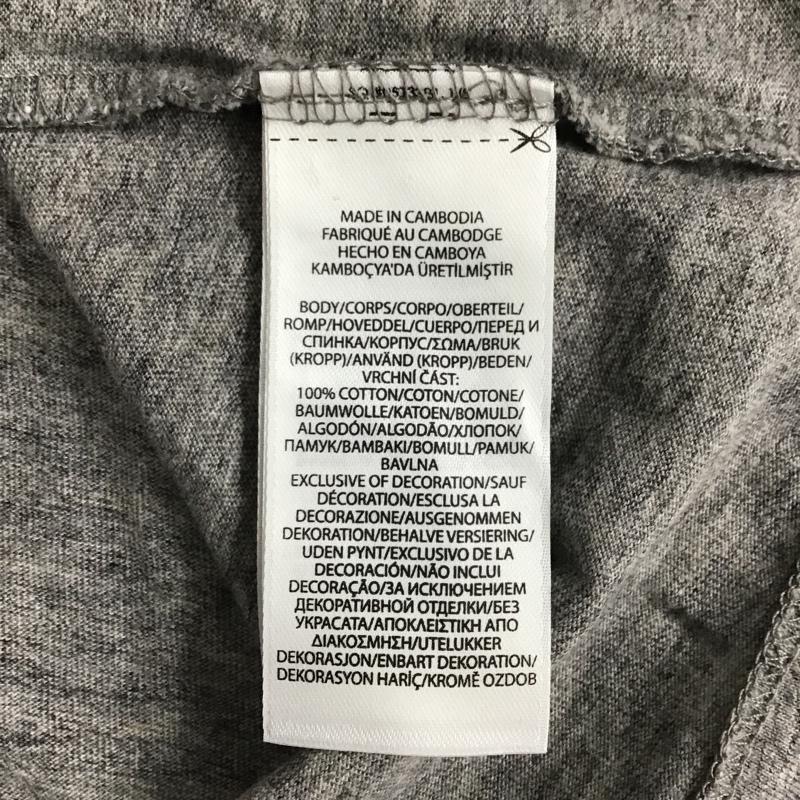 MADE IN CAMBODIA
FABRIQUÉ AU CAMBODGE
HECHO EN CAMBOYA
KAMBOÇYA'DA ÜRETİLMİŞTİR
BODY/CORPS/CORPO/OBERTEIL/
ROMP/HOVEDDEL/CUERPO/ПЕРЕД И
СПИНКА/КОРПУС/ΣΩΜΑ/BRUK
(KROPP)/ANVÄND (KROPP)/BEDEN/
VRCHNÍ ČÁST:
100% COTTON/COTON/COTONE/
BAUMWOLLE/KATOEN/BOMULD/
ALGODÓN/ALGODÃO/ХЛОПОК/
ПАМУК/ΒΑΜΒΑΚΙ/BOMULL/PAMUK/
BAVLNA
EXCLUSIVE OF DECORATION/SAUF
DÉCORATION/ESCLUSA LA
DECORAZIONE/AUSGENOMMEN
DEKORATION/BEHALVE VERSIERING/
UDEN PYNT/EXCLUSIVO DE LA
DECORACIÓN/NÃO INCLUI
DECORAÇÃO/ЗА ИСКЛЮЧЕНИЕМ
ДЕКОРАТИВНОЙ ОТДЕЛКИ/БЕЗ
УКРАСАТА/ΑΠΟΚΛΕΙΣΤΙΚΗ ΑΠΟ
ΔΙΑΚΟΣΜΗΣΗ/UTELUKKER
DEKORASJON/ENBART DEKORATION/
DEKORASYON HARİÇ/KROMĚ OZDOB